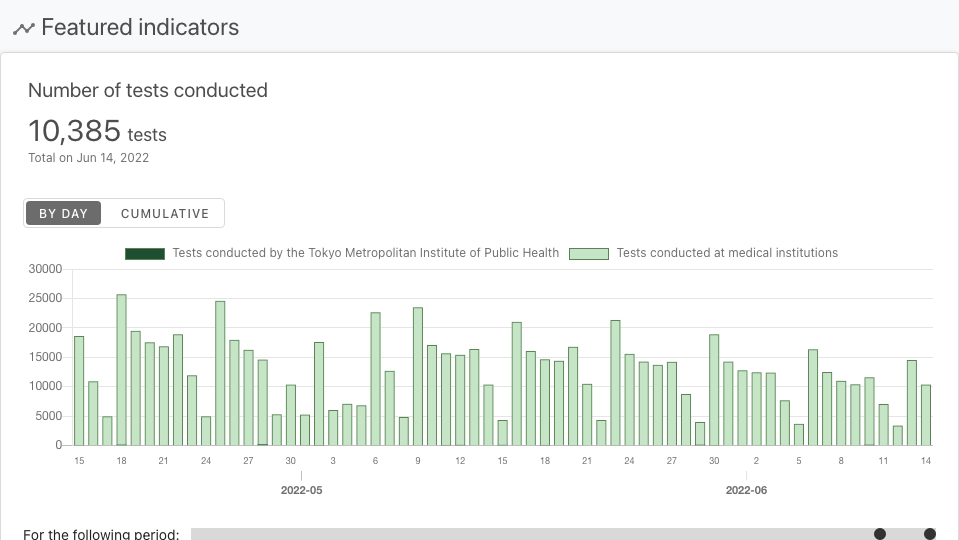 Featured indicators
Number of tests conducted
10,385 tests
Total on Jun 14, 2022
BY DAY CUMULATIVE
Tests conducted by the Tokyo Metropolitan Institute of Public Health Tests conducted at medical institutions
30000
25000
20000
15000
10000
5000
0
15 18 21 24 27 30 3 6 9 12 15 18 21 24 27 30 2 5 8 11 14
2022-05 2022-06
For the following period: